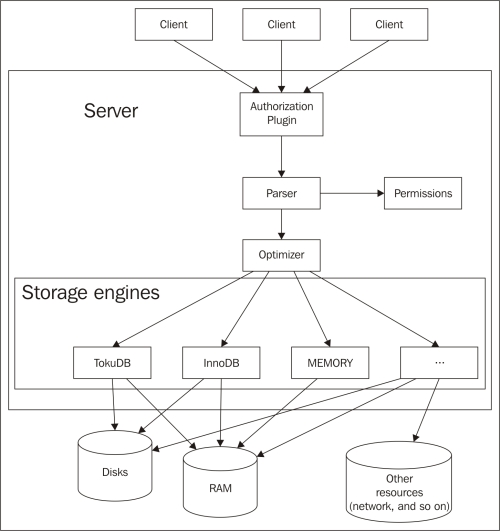 Client
Client
Client
Server
Authorization
Plugin
Parser
Permissions
Optimizer
Storage engines
TokuDB
InnoDB
MEMORY
...
Disks
RAM
Other
resources
(network, and so on)